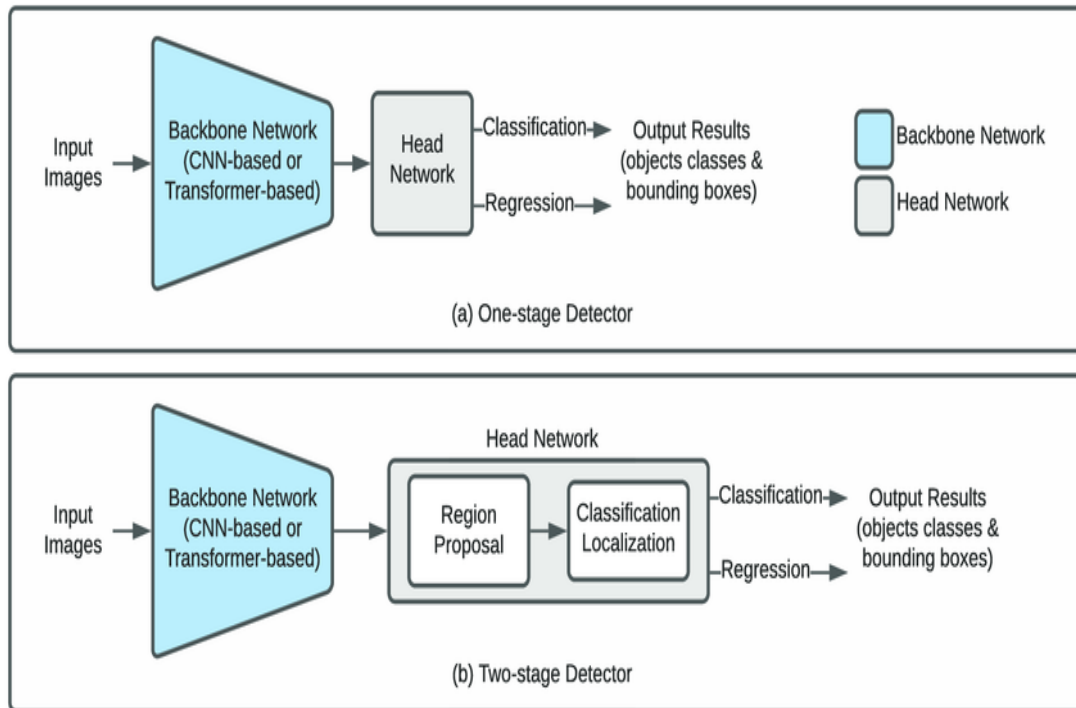 Input
Images
Backbone Network
(CNN-based or
Transformer-based)
Head
Network
Classification
Regression
Output Results
(objects classes &
bounding boxes)
Backbone Network
Head Network
(a) One-stage Detector
Input
Images
Backbone Network
(CNN-based or
Transformer-based)
Head Network
Region
Proposal
Classification
Localization
Classification
Regression
Output Results
(objects classes &
bounding boxes)
(b) Two-stage Detector